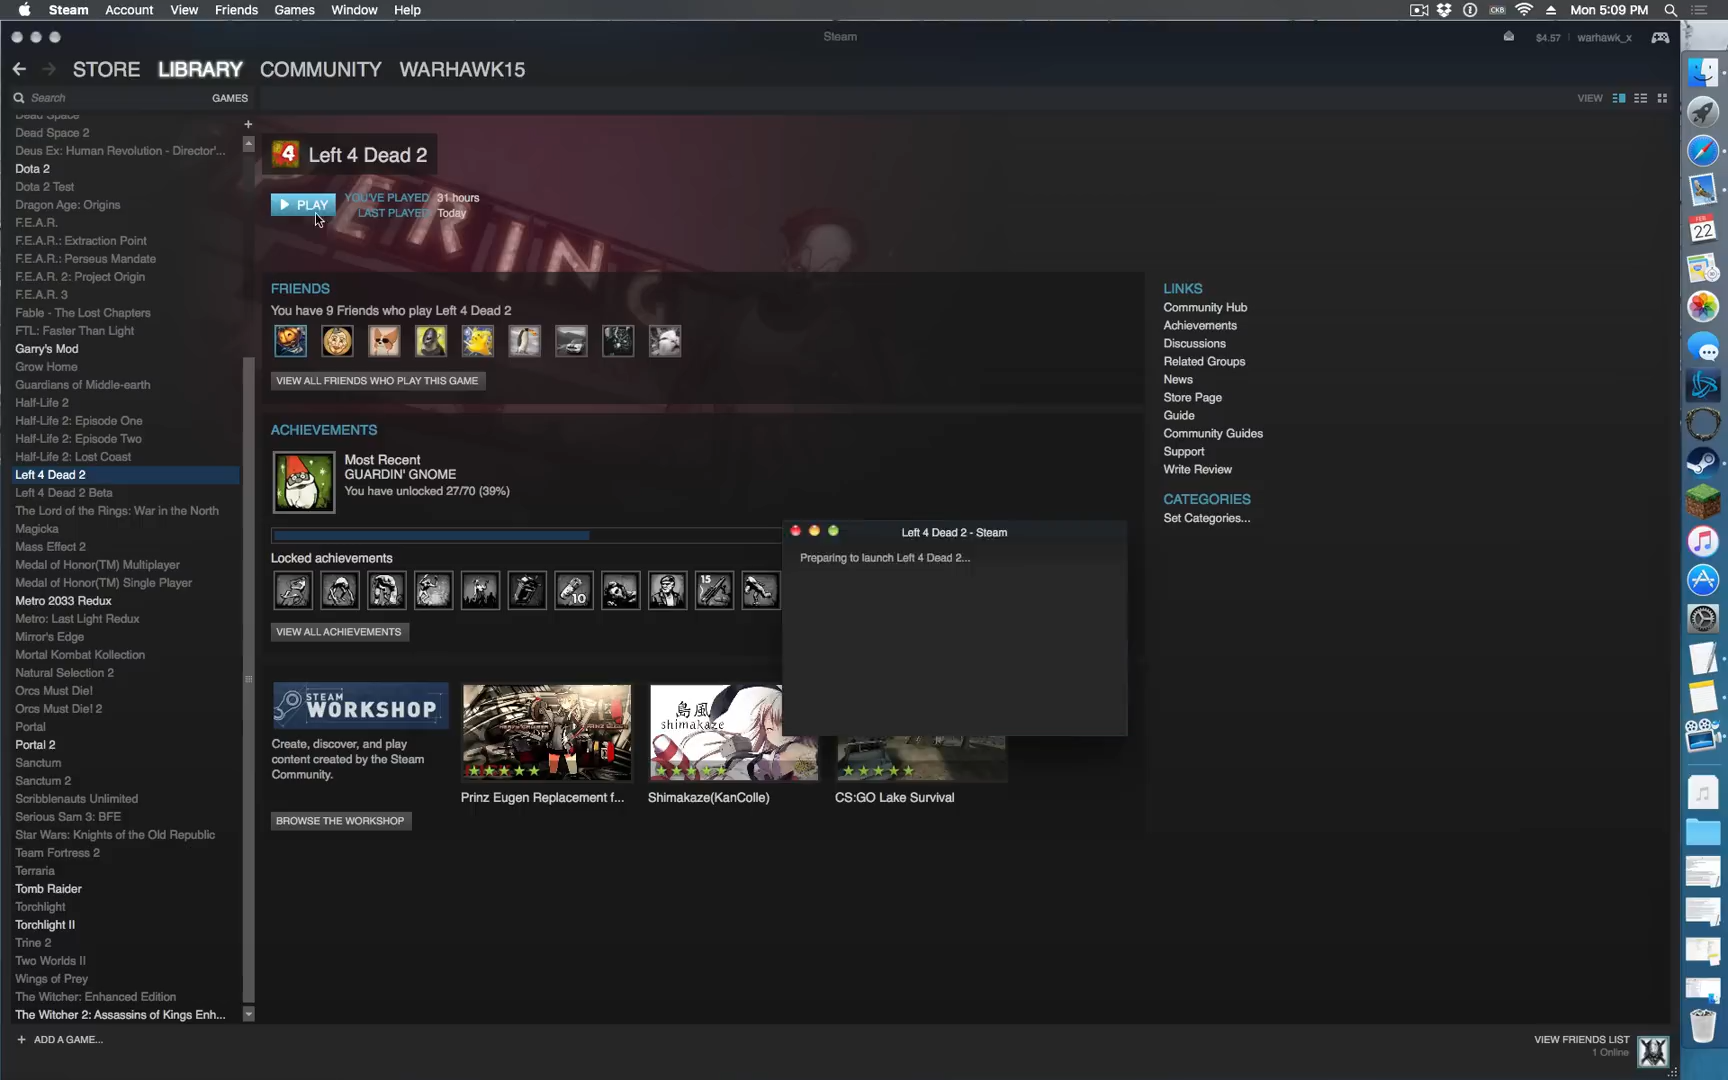 Steam Account View Friends Games Window Help
CKB Mon 5:09 PM
Steam
$4.57 warhawk_x
STORE LIBRARY COMMUNITY WARHAWK15
Search GAMES
VIEW
Dead Space
Dead Space 2
Deus Ex: Human Revolution - Director'...
Dota 2
Dota 2 Test
Dragon Age: Origins
F.E.A.R.
F.E.A.R.: Extraction Point
F.E.A.R.: Perseus Mandate
F.E.A.R. 2: Project Origin
F.E.A.R. 3
Fable - The Lost Chapters
FTL: Faster Than Light
Garry's Mod
Grow Home
Guardians of Middle-earth
Half-Life 2
Half-Life 2: Episode One
Half-Life 2: Episode Two
Half-Life 2: Lost Coast
Left 4 Dead 2
Left 4 Dead 2 Beta
The Lord of the Rings: War in the North
Magicka
Mass Effect 2
Medal of Honor(TM) Multiplayer
Medal of Honor(TM) Single Player
Metro 2033 Redux
Metro: Last Light Redux
Mirror's Edge
Mortal Kombat Kollection
Natural Selection 2
Orcs Must Die!
Orcs Must Die! 2
Portal
Portal 2
Sanctum
Sanctum 2
Scribblenauts Unlimited
Serious Sam 3: BFE
Star Wars: Knights of the Old Republic
Team Fortress 2
Terraria
Tomb Raider
Torchlight
Torchlight II
Trine 2
Two Worlds II
Wings of Prey
The Witcher: Enhanced Edition
The Witcher 2: Assassins of Kings Enh...
+ ADD A GAME...
4 Left 4 Dead 2
PLAY
YOU'VE PLAYED 31 hours
LAST PLAYED Today
PERING
FRIENDS
You have 9 Friends who play Left 4 Dead 2
VIEW ALL FRIENDS WHO PLAY THIS GAME
ACHIEVEMENTS
Most Recent
GUARDIN' GNOME
You have unlocked 27/70 (39%)
Locked achievements
10
15
VIEW ALL ACHIEVEMENTS
Left 4 Dead 2 - Steam
Preparing to launch Left 4 Dead 2...
STEAM
WORKSHOP
Create, discover, and play
content created by the Steam
Community.
BROWSE THE WORKSHOP
Prinz Eugen Replacement f...
島風
shimakaze
Shimakaze(KanColle)
CS:GO Lake Survival
LINKS
Community Hub
Achievements
Discussions
Related Groups
News
Store Page
Guide
Community Guides
Support
Write Review
CATEGORIES
Set Categories...
FEB
22
VIEW FRIENDS LIST
1 Online